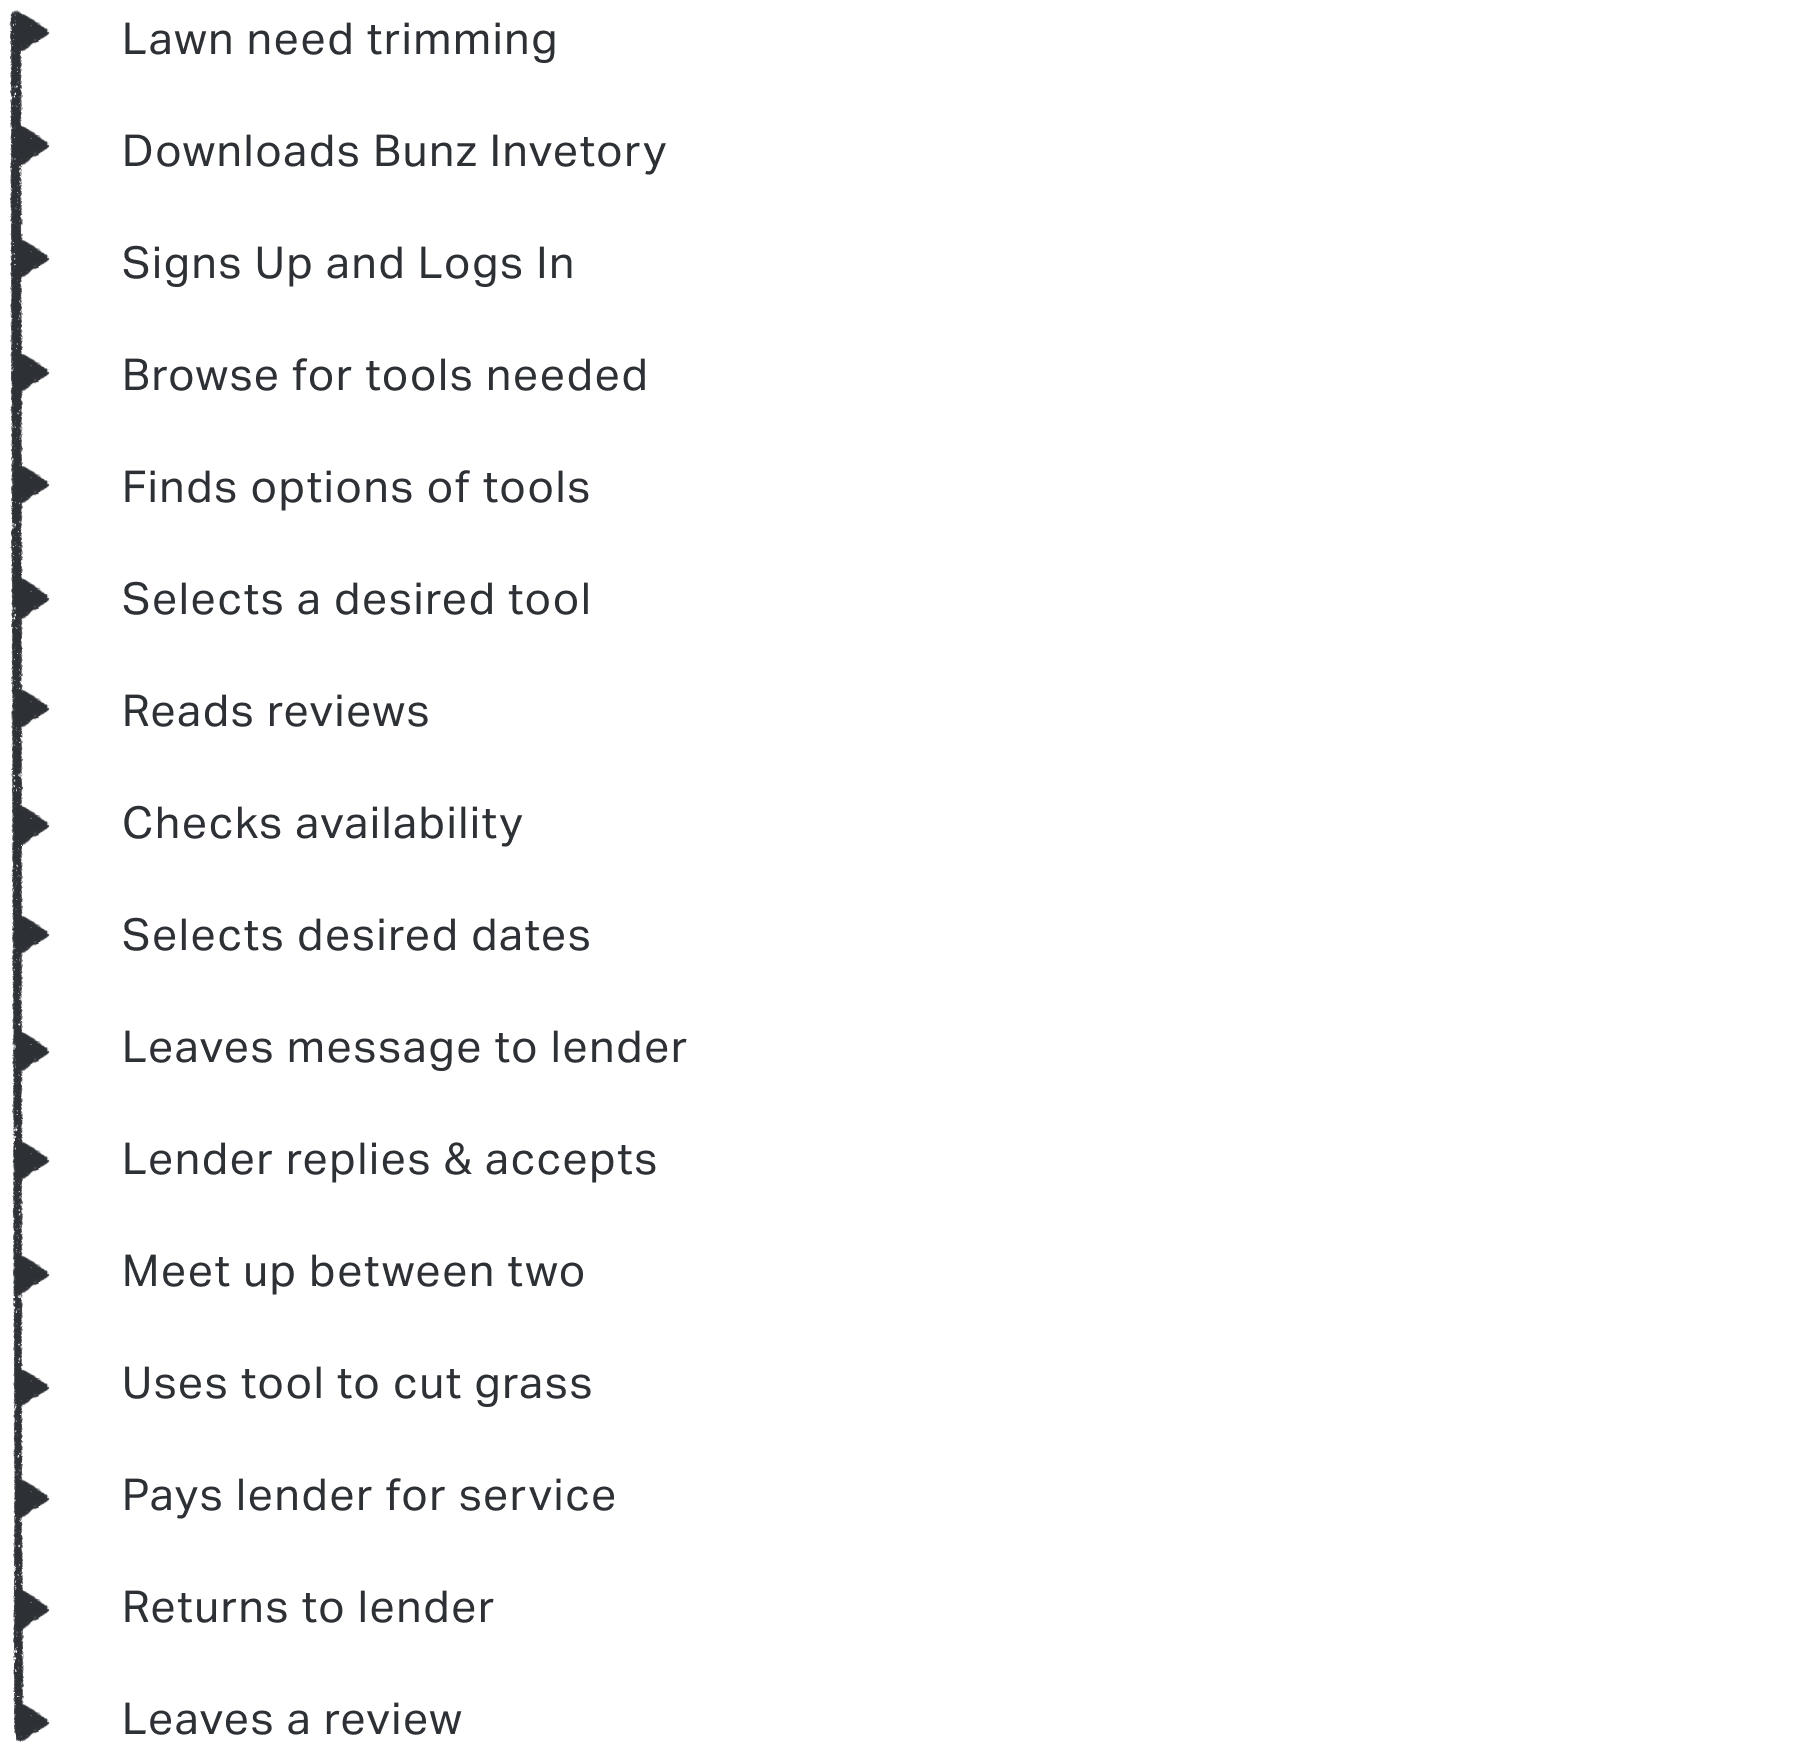 Lawn need trimming
Downloads Bunz Invetory
Signs Up and Logs In
Browse for tools needed
Finds options of tools
Selects a desired tool
Reads reviews
Checks availability
Selects desired dates
Leaves message to lender
Lender replies & accepts
Meet up between two
Uses tool to cut grass
Pays lender for service
Returns to lender
Leaves a review